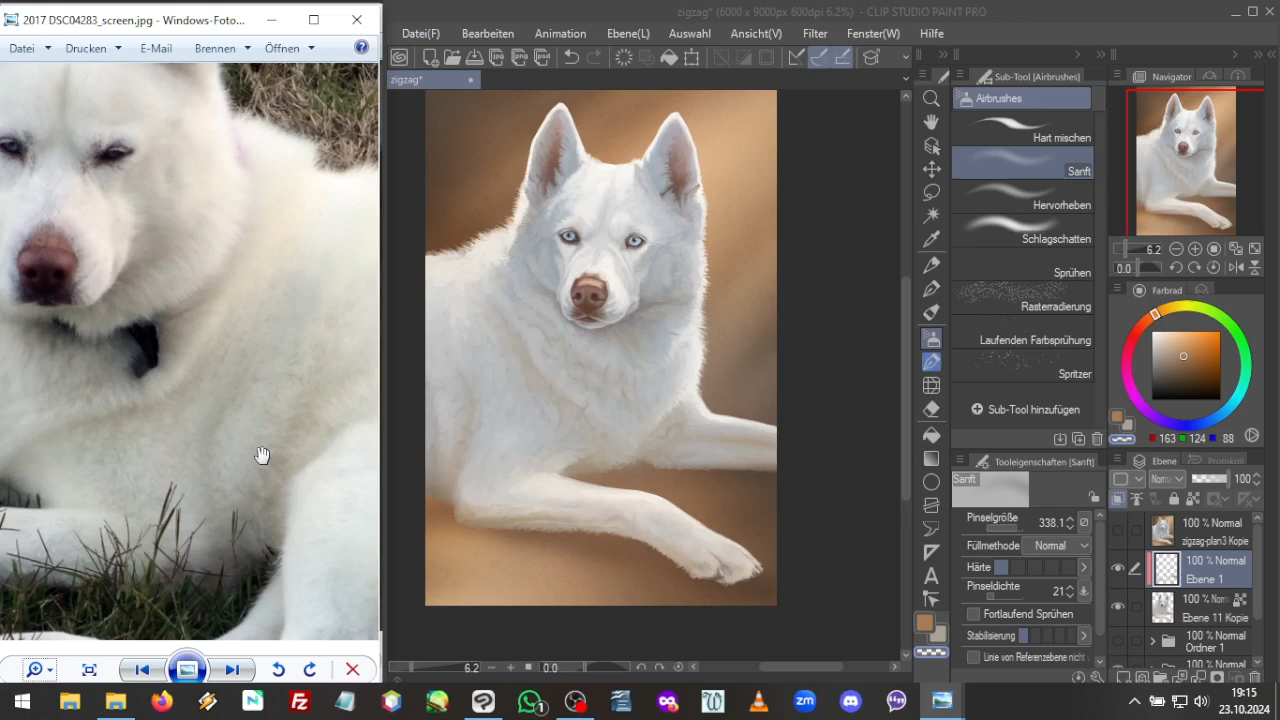 2017 DSC04283_screen.jpg - Windows-Foto...
Datei Drucken E-Mail Brennen Öffnen
zigzag* (6000 x 9000px 600dpi 6.2%) - CLIP STUDIO PAINT PRO
Datei(F) Bearbeiten Animation Ebene(L) Auswahl Ansicht(V) Filter Fenster(W) Hilfe
zigzag*
Sub-Tool [Airbrushes]
Airbrushes
Hart mischen
Sanft
Hervorheben
Schlagschatten
Sprühen
Rasterradierung
Laufenden Farbsprühung
Spritzer
Sub-Tool hinzufügen
Tooleigenschaften [Sanft]
Sanft
Pinselgröße 338.1
Füllmethode Normal
Härte
Pinseldichte 21
Fortlaufend Sprühen
Stabilisierung
Linie von Referenzebene nicht
Navigator
6.2
0.0
Farbrad
163 124 88
Ebene Protokoll
Norma 100
100 % Normal
zigzag-plan3 Kopie
100 % Normal
Ebene 1
100 % Norm
Ebene 11 Kopie
100 % Normal
Ordner 1
100 % Normal
6.2 0.0
1
19:15
23.10.2024